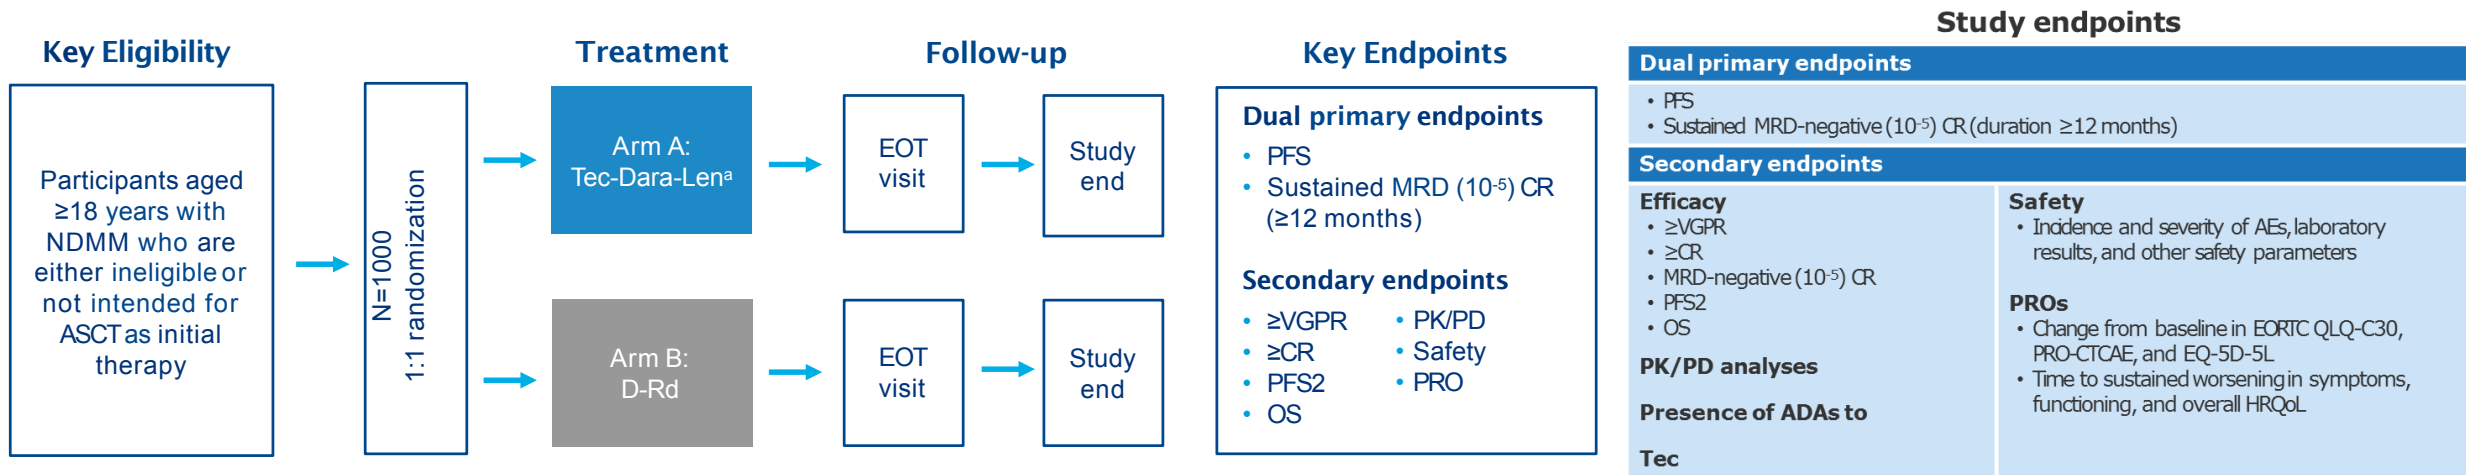 Key Eligibility
Participants aged
≥18 years with
NDMM who are
either ineligible or
not intended for
ASCT as initial
therapy
N=1000
1:1 randomization
Treatment
Arm A:
Tec-Dara-Lenᵃ
Arm B:
D-Rd
Follow-up
EOT
visit
Study
end
EOT
visit
Study
end
Key Endpoints
Dual primary endpoints
• PFS
• Sustained MRD (10⁻⁵) CR
(≥12 months)
Secondary endpoints
• ≥VGPR
• ≥CR
• PFS2
• OS
• PK/PD
• Safety
• PRO
Study endpoints
Dual primary endpoints
• PFS
• Sustained MRD-negative (10⁻⁵) CR (duration ≥12 months)
Secondary endpoints
Efficacy
• ≥VGPR
• ≥CR
• MRD-negative (10⁻⁵) CR
• PFS2
• OS
PK/PD analyses
Presence of ADAs to
Tec
Safety
• Incidence and severity of AEs, laboratory
results, and other safety parameters
PROs
• Change from baseline in EORTC QLQ-C30,
PRO-CTCAE, and EQ-5D-5L
• Time to sustained worsening in symptoms,
functioning, and overall HRQoL